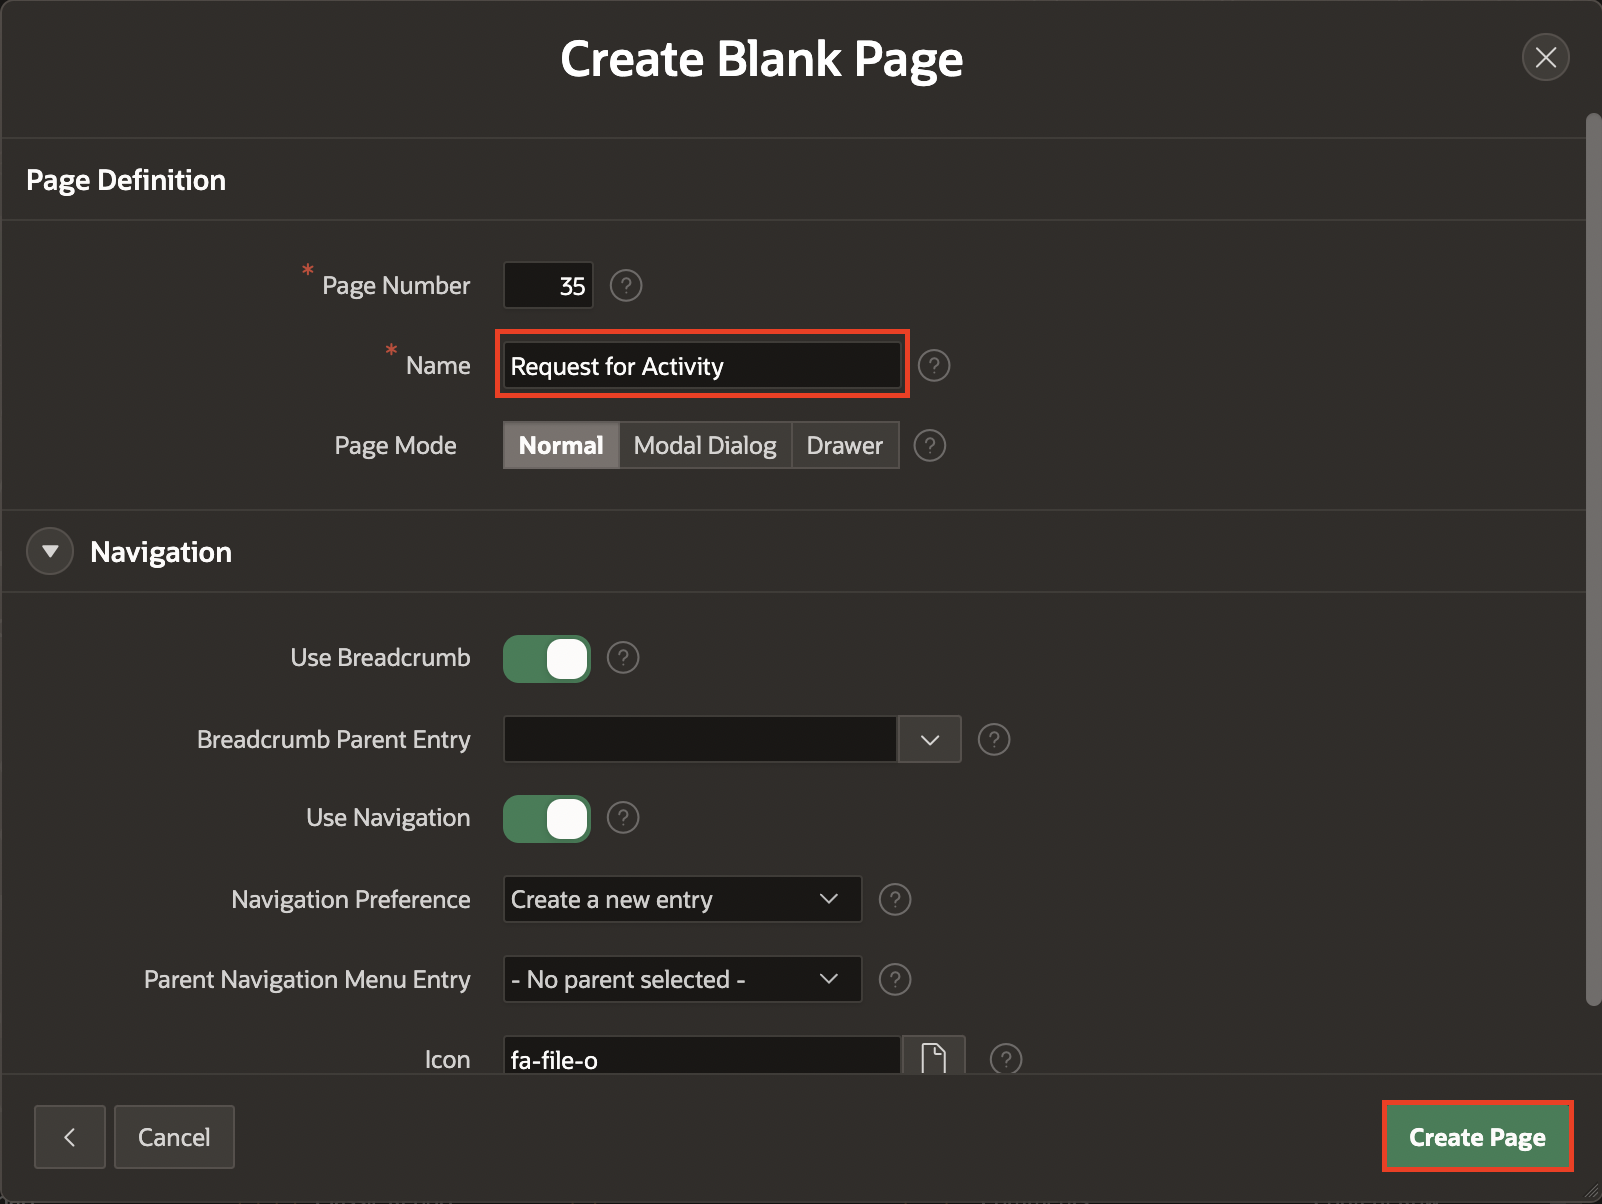 Create Blank Page
Page Definition
* Page Number 35 ?
* Name Request for Activity ?
Page Mode Normal Modal Dialog Drawer ?
Navigation
Use Breadcrumb ?
Breadcrumb Parent Entry ?
Use Navigation ?
Navigation Preference Create a new entry ?
Parent Navigation Menu Entry - No parent selected - ?
Icon fa-file-o ?
Cancel Create Page